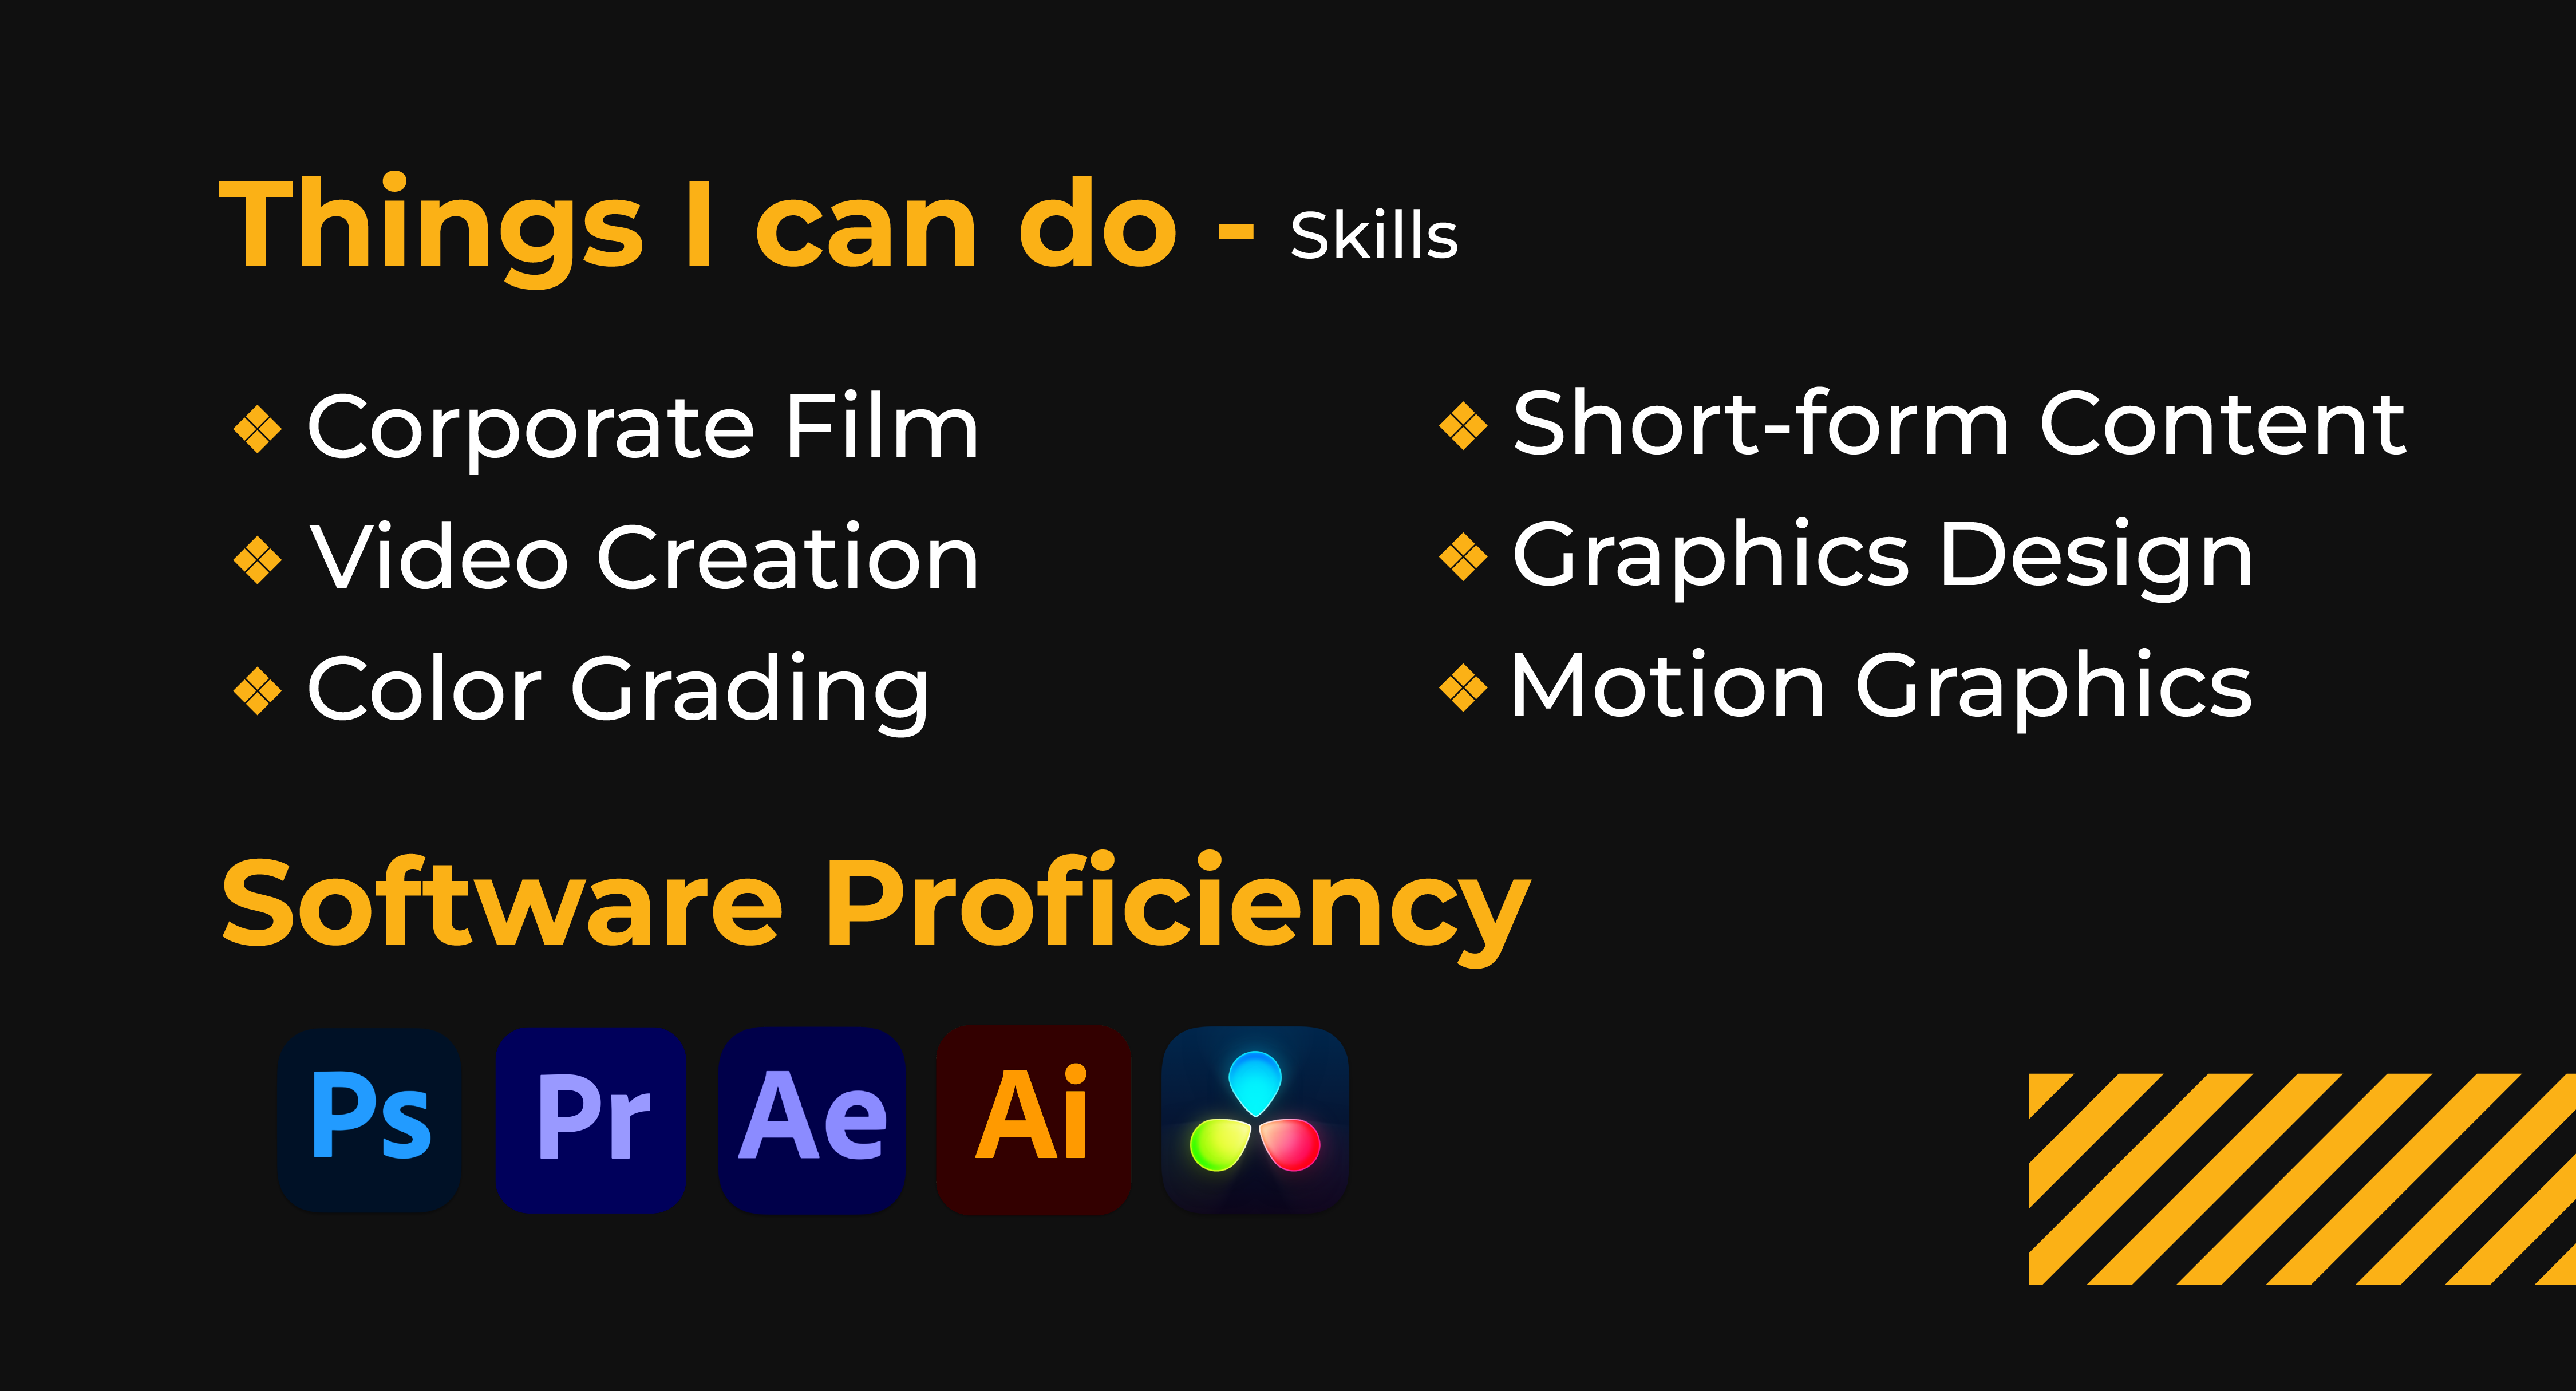 Things I can do - Skills
❖ Corporate Film
❖ Video Creation
❖ Color Grading
❖ Short-form Content
❖ Graphics Design
❖ Motion Graphics
Software Proficiency
Ps Pr Ae Ai